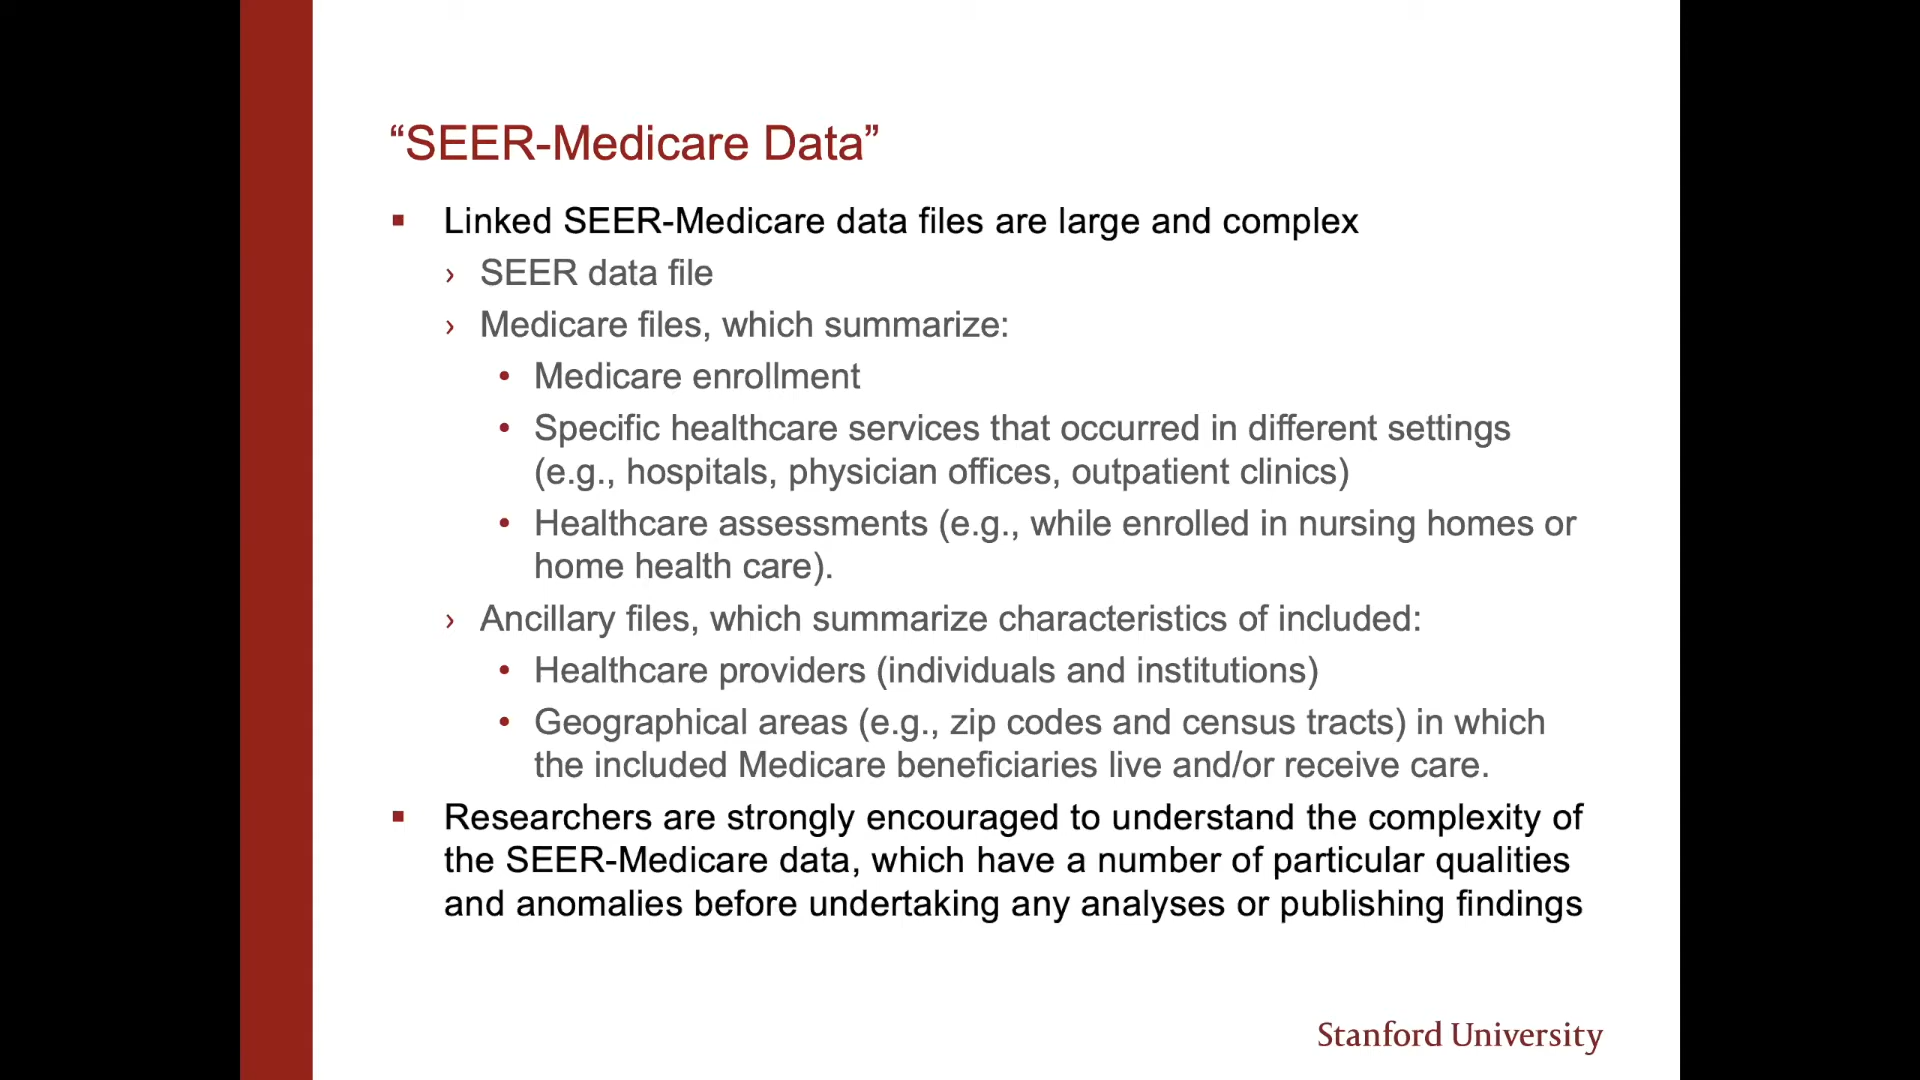 “SEER-Medicare Data”
▪ Linked SEER-Medicare data files are large and complex
› SEER data file
› Medicare files, which summarize:
• Medicare enrollment
• Specific healthcare services that occurred in different settings
(e.g., hospitals, physician offices, outpatient clinics)
• Healthcare assessments (e.g., while enrolled in nursing homes or
home health care).
› Ancillary files, which summarize characteristics of included:
• Healthcare providers (individuals and institutions)
• Geographical areas (e.g., zip codes and census tracts) in which
the included Medicare beneficiaries live and/or receive care.
▪ Researchers are strongly encouraged to understand the complexity of
the SEER-Medicare data, which have a number of particular qualities
and anomalies before undertaking any analyses or publishing findings
Stanford University